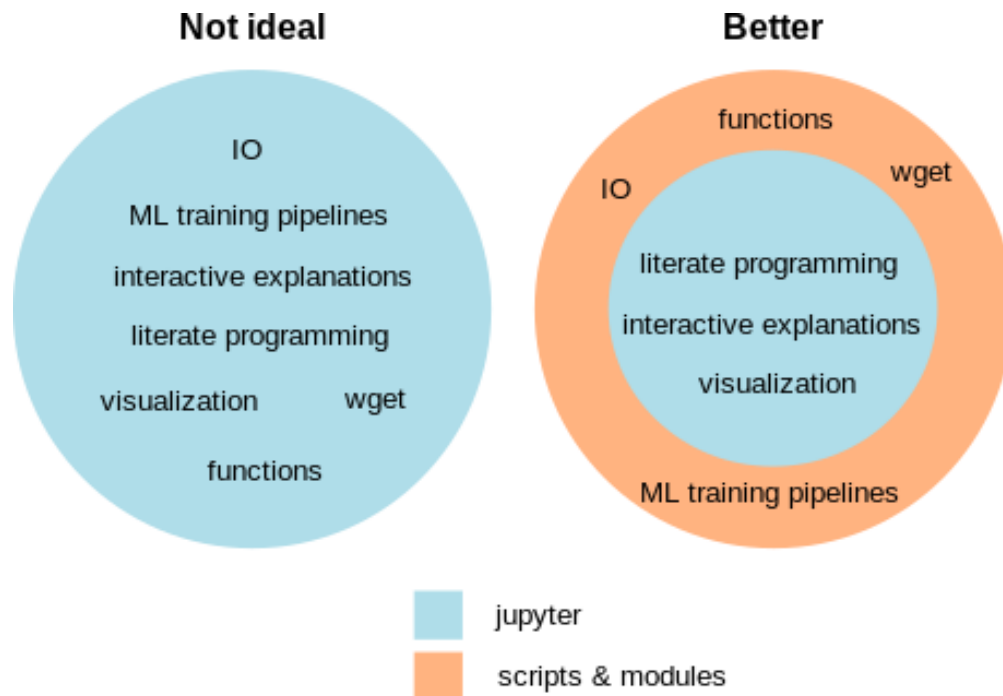 Not ideal
IO
ML training pipelines
interactive explanations
literate programming
visualization
wget
functions
Better
functions
wget
IO
literate programming
interactive explanations
visualization
ML training pipelines
jupyter
scripts & modules